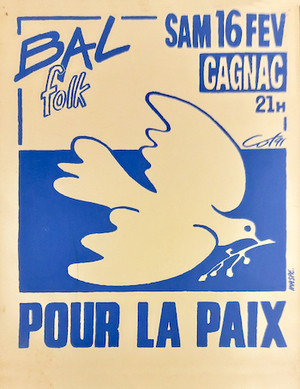 BAL
folk
SAM 16 FEV
CAGNAC
21H
POUR LA PAIX